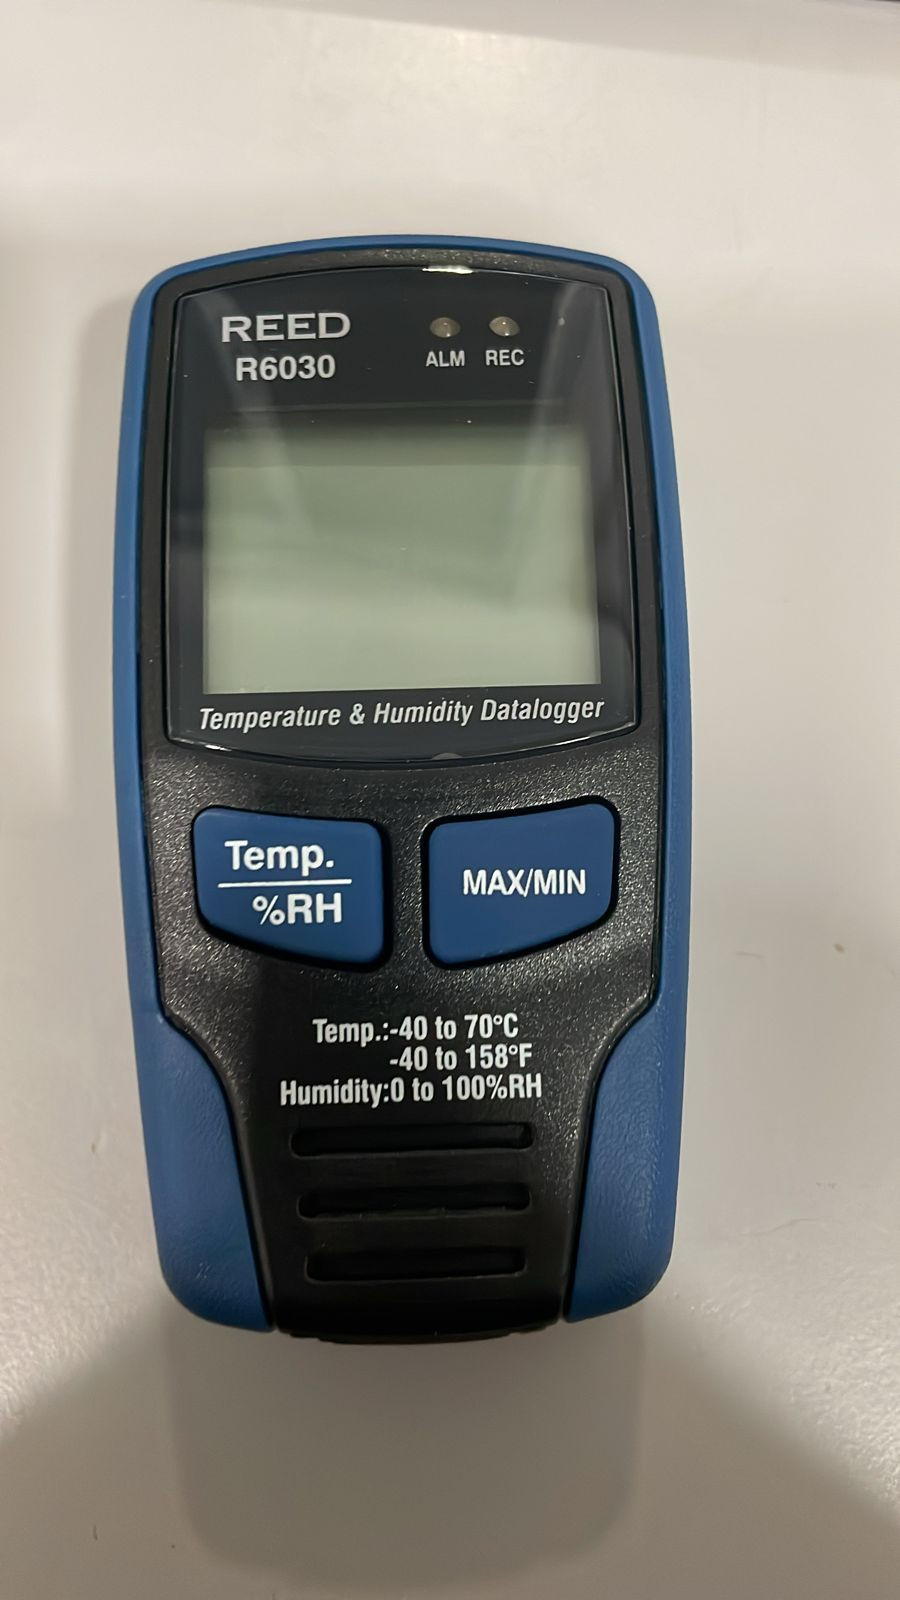 REED
R6030
ALM REC
Temperature & Humidity Datalogger
Temp.
%RH
MAX/MIN
Temp.:-40 to 70°C
-40 to 158°F
Humidity:0 to 100%RH